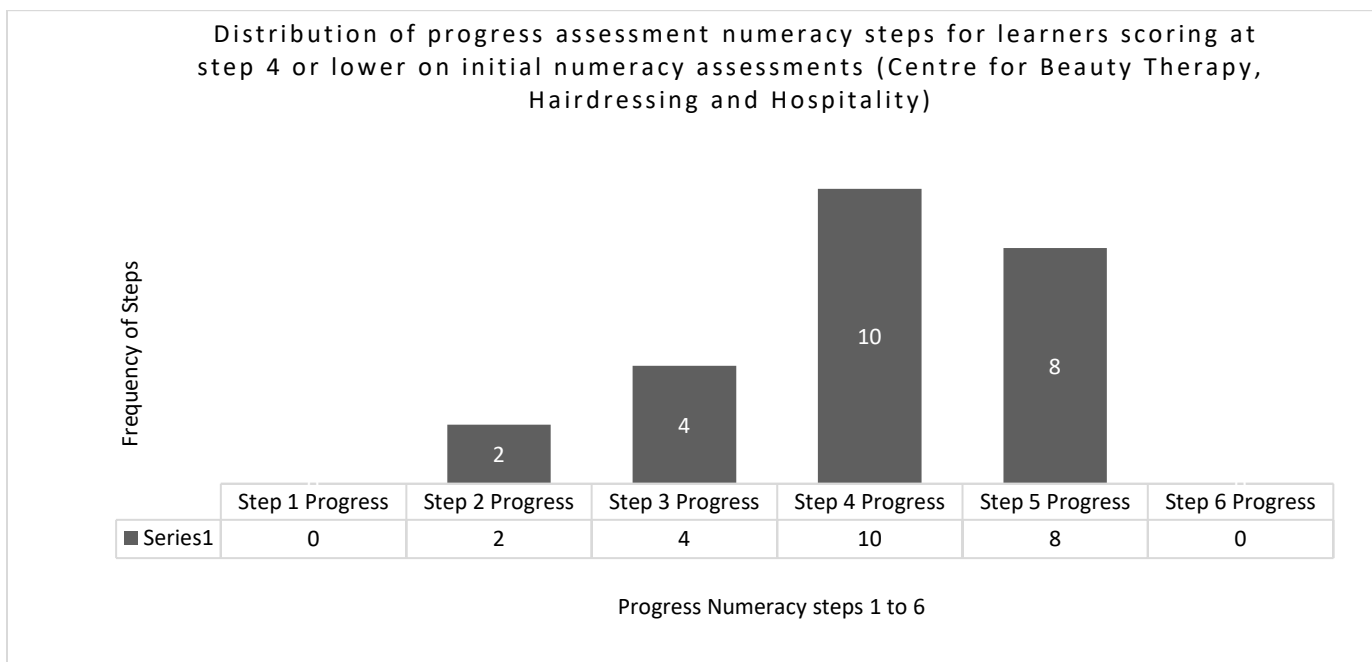 Distribution of progress assessment numeracy steps for learners scoring at
step 4 or lower on initial numeracy assessments (Centre for Beauty Therapy,
Hairdressing and Hospitality)
Frequency of Steps
2
4
10
8
Step 1 Progress Step 2 Progress Step 3 Progress Step 4 Progress Step 5 Progress Step 6 Progress
Series1 0 2 4 10 8 0
Progress Numeracy steps 1 to 6